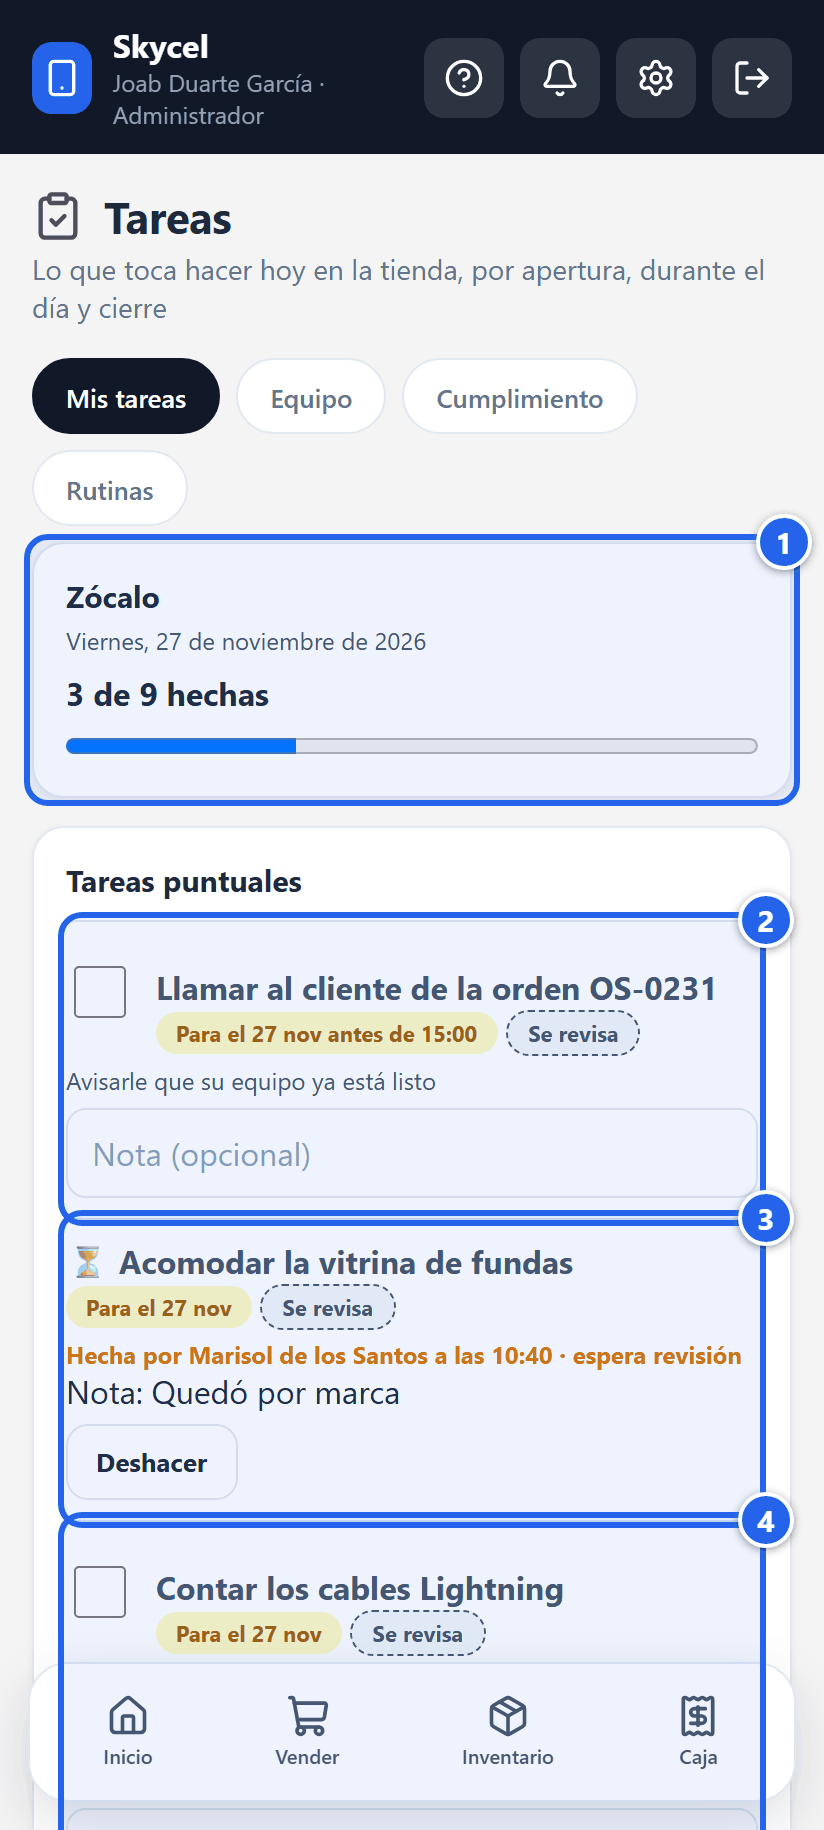 Skycel
Joab Duarte García ·
Administrador
Tareas
Lo que toca hacer hoy en la tienda, por apertura, durante el
día y cierre
Mis tareas
Equipo
Cumplimiento
Rutinas
1
Zócalo
Viernes, 27 de noviembre de 2026
3 de 9 hechas
Tareas puntuales
2
Llamar al cliente de la orden OS-0231
Para el 27 nov antes de 15:00
Se revisa
Avisarle que su equipo ya está listo
Nota (opcional)
3
⏳ Acomodar la vitrina de fundas
Para el 27 nov
Se revisa
Hecha por Marisol de los Santos a las 10:40 · espera revisión
Nota: Quedó por marca
Deshacer
4
Contar los cables Lightning
Para el 27 nov
Se revisa
Inicio
Vender
Inventario
Caja